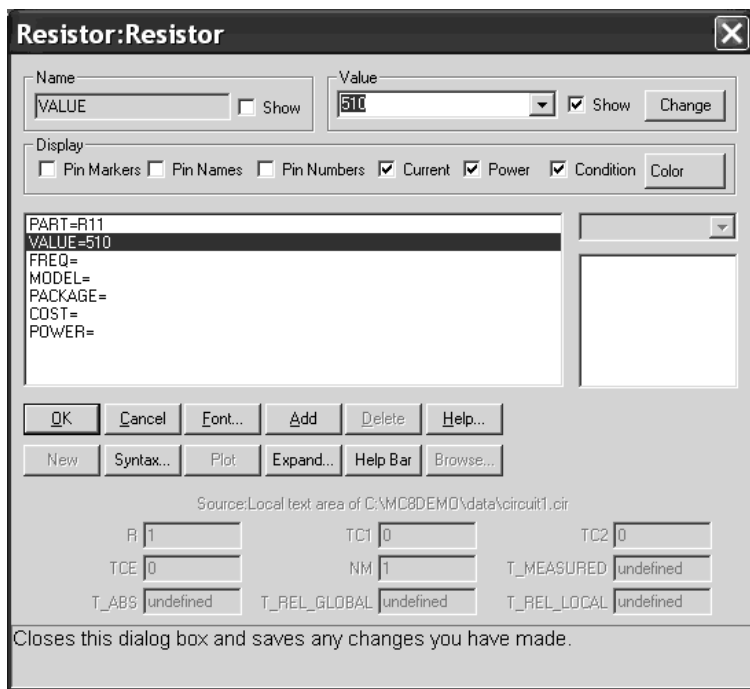 Resistor:Resistor
Name
VALUE
Show
Value
510
Show
Change
Display
Pin Markers
Pin Names
Pin Numbers
Current
Power
Condition
Color
PART=R11
VALUE=510
FREQ=
MODEL=
PACKAGE=
COST=
POWER=
OK
Cancel
Font...
Add
Delete
Help...
New
Syntax...
Plot
Expand...
Help Bar
Browse...
Source:Local text area of C:\MC8DEMO\data\circuit1.cir
R 1
TC1 0
TC2 0
TCE 0
NM 1
T_MEASURED undefined
T_ABS undefined
T_REL_GLOBAL undefined
T_REL_LOCAL undefined
Closes this dialog box and saves any changes you have made.